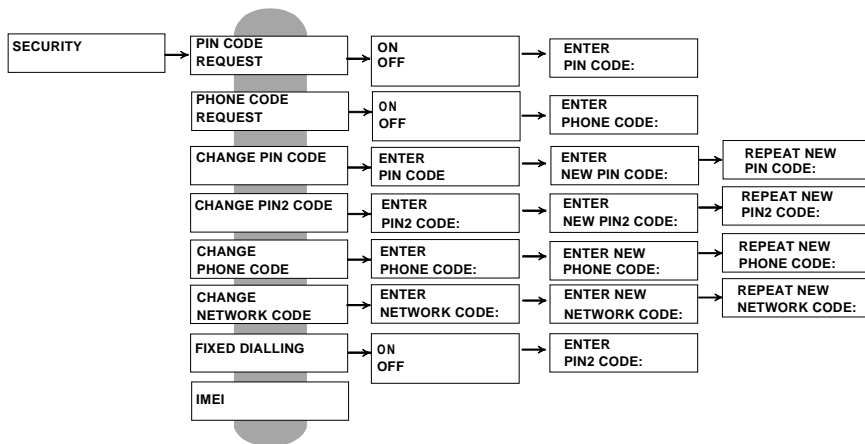 SECURITY
PIN CODE
REQUEST
ON
OFF
ENTER
PIN CODE:
PHONE CODE
REQUEST
ON
OFF
ENTER
PHONE CODE:
CHANGE PIN CODE
ENTER
PIN CODE
ENTER
NEW PIN CODE:
REPEAT NEW
PIN CODE:
CHANGE PIN2 CODE
ENTER
PIN2 CODE:
ENTER
NEW PIN2 CODE:
REPEAT NEW
PIN2 CODE:
CHANGE
PHONE CODE
ENTER
PHONE CODE:
ENTER NEW
PHONE CODE:
REPEAT NEW
PHONE CODE:
CHANGE
NETWORK CODE
ENTER
NETWORK CODE:
ENTER NEW
NETWORK CODE:
REPEAT NEW
NETWORK CODE:
FIXED DIALLING
ON
OFF
ENTER
PIN2 CODE:
IMEI